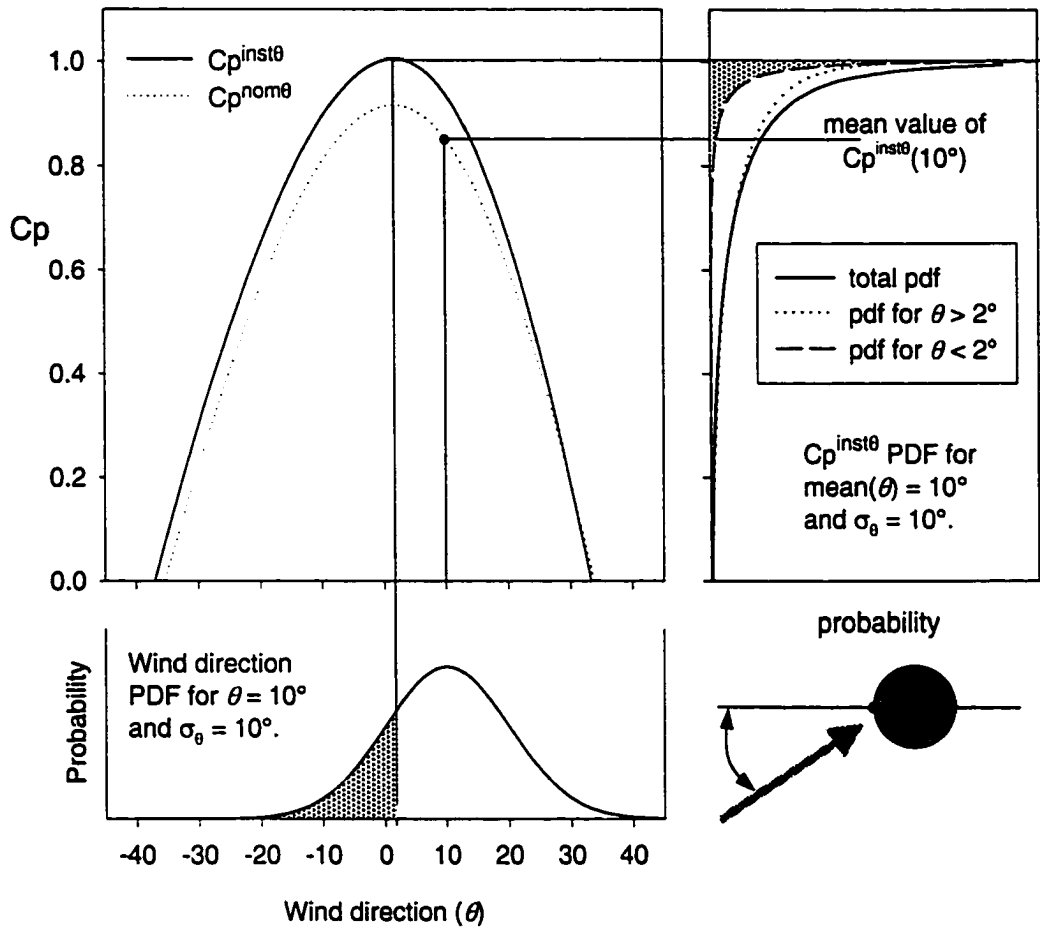 1.0
0.8
0.6
0.4
0.2
0.0
Cp
Cp^instθ
Cp^nomθ
mean value of
Cp^instθ(10°)
total pdf
pdf for θ > 2°
pdf for θ < 2°
Cp^instθ PDF for
mean(θ) = 10°
and σ_θ = 10°.
probability
Probability
Wind direction
PDF for θ = 10°
and σ_θ = 10°.
-40 -30 -20 -10 0 10 20 30 40
Wind direction (θ)